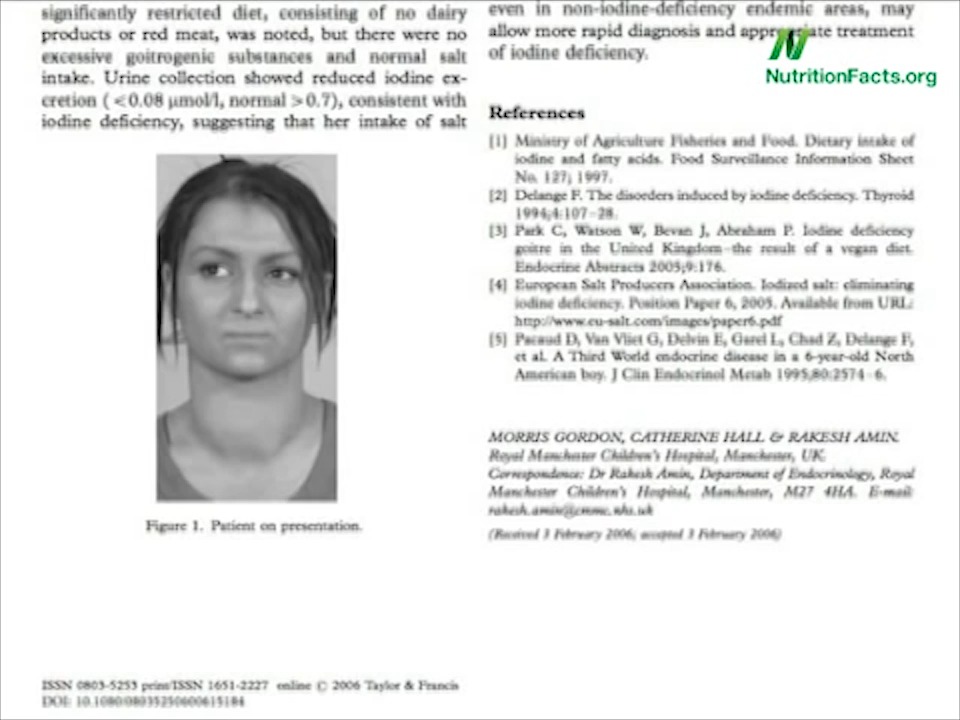 significantly restricted diet, consisting of no dairy
products or red meat, was noted, but there were no
excessive goitrogenic substances and normal salt
intake. Urine collection showed reduced iodine ex-
cretion (<0.08 μmol/l, normal >0.7), consistent with
iodine deficiency, suggesting that her intake of salt
Figure 1. Patient on presentation.
ISSN 0803-5253 print/ISSN 1651-2227 online © 2006 Taylor & Francis
DOI: 10.1080/08035250600615184
even in non-iodine-deficiency endemic areas, may
allow more rapid diagnosis and treatment
of iodine deficiency.
NutritionFacts.org
References
[1] Ministry of Agriculture Fisheries and Food. Dietary intake of
iodine and fatty acids. Food Surveillance Information Sheet
No. 127; 1997.
[2] Delange F. The disorders induced by iodine deficiency. Thyroid
1994;4:107–28.
[3] Park C, Watson W, Bevan J, Abraham P. Iodine deficiency
goitre in the United Kingdom–the result of a vegan diet.
Endocrine Abstracts 2005;9:176.
[4] European Salt Producers Association. Iodized salt: eliminating
iodine deficiency. Position Paper 6, 2005. Available from URL:
http://www.eu-salt.com/images/paper6.pdf
[5] Pacaud D, Van Vliet G, Delvin E, Garel L, Chad Z, Delange F,
et al. A Third World endocrine disease in a 6-year-old North
American boy. J Clin Endocrinol Metab 1995;80:2574–6.
MORRIS GORDON, CATHERINE HALL & RAKESH AMIN.
Royal Manchester Children's Hospital, Manchester, UK.
Correspondence: Dr Rakesh Amin, Department of Endocrinology, Royal
Manchester Children's Hospital, Manchester, M27 4HA. E-mail:
rakesh.amin@cmmc.nhs.uk
(Received 3 February 2006; accepted 3 February 2006)